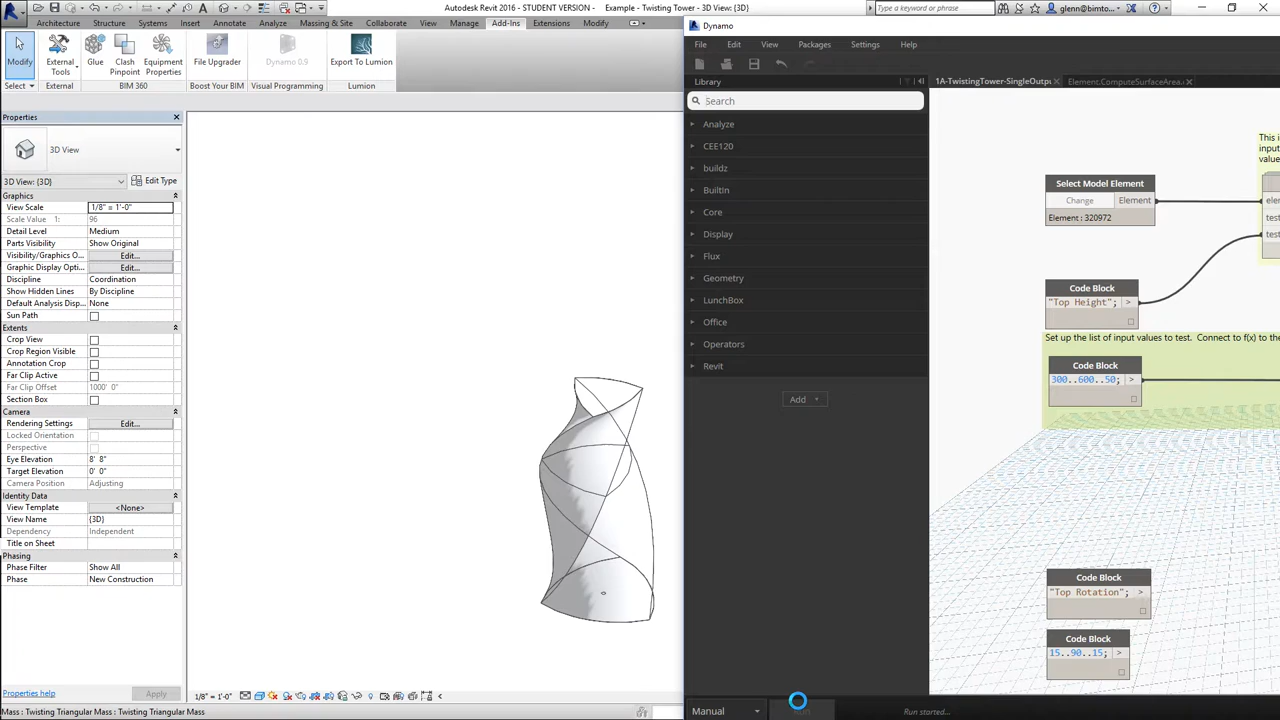 Autodesk Revit 2016 - STUDENT VERSION - Example - Twisting Tower - 3D View: {3D}
Type a keyword or phrase
glenn@bimto...
Architecture Structure Systems Insert Annotate Analyze Massing & Site Collaborate View Manage Add-Ins Extensions Modify
Modify
External
Tools
Glue
Clash
Pinpoint
Equipment
Properties
File Upgrader
Dynamo 0.9
Export To Lumion
Select
External
BIM 360
Boost Your BIM
Visual Programming
Lumion
Properties
3D View
3D View: {3D}
Edit Type
Graphics
View Scale 1/8" = 1'-0"
Scale Value 1: 96
Detail Level Medium
Parts Visibility Show Original
Visibility/Graphics O... Edit...
Graphic Display Opti... Edit...
Discipline Coordination
Show Hidden Lines By Discipline
Default Analysis Disp... None
Sun Path
Extents
Crop View
Crop Region Visible
Annotation Crop
Far Clip Active
Far Clip Offset 1000' 0"
Section Box
Camera
Rendering Settings Edit...
Locked Orientation
Perspective
Eye Elevation 8' 8"
Target Elevation 0' 0"
Camera Position Adjusting
Identity Data
View Template <None>
View Name {3D}
Dependency Independent
Title on Sheet
Phasing
Phase Filter Show All
Phase New Construction
Properties help
Apply
1/8" = 1'-0"
Mass : Twisting Triangular Mass : Twisting Triangular Mass
Dynamo
File Edit View Packages Settings Help
Library
Search
Analyze
CEE120
buildz
BuiltIn
Core
Display
Flux
Geometry
LunchBox
Office
Operators
Revit
Add
1A-TwistingTower-SingleOutpu
Element.ComputeSurfaceArea.
This i
input
value
Select Model Element
Change Element
Element : 320972
elem
test
test
Code Block
"Top Height"; >
Set up the list of input values to test. Connect to f(x) to the
Code Block
300..600..50; >
Code Block
"Top Rotation"; >
Code Block
15..90..15; >
Manual
Run started...